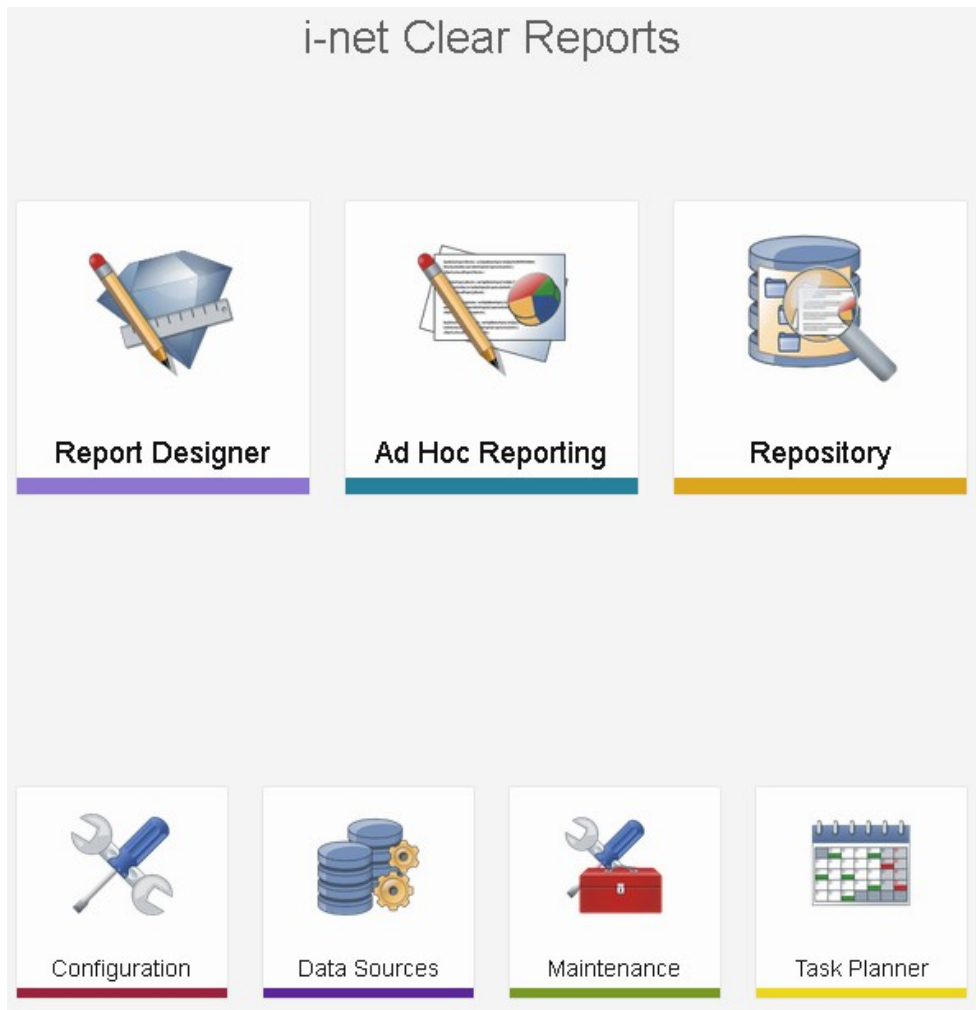 i-net Clear Reports
Report Designer
Ad Hoc Reporting
Repository
Configuration
Data Sources
Maintenance
Task Planner